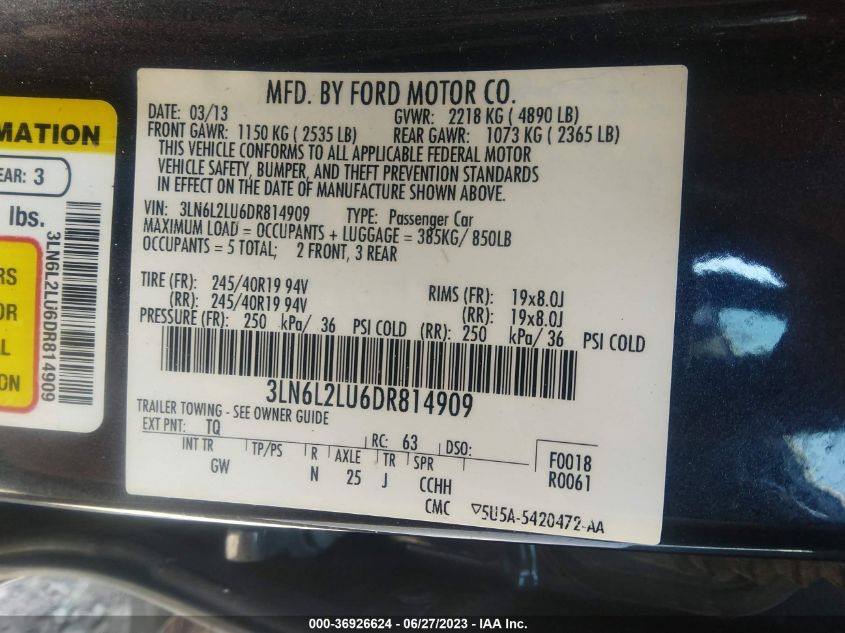 MFD. BY FORD MOTOR CO.
DATE: 03/13 GVWR: 2218 KG ( 4890 LB)
FRONT GAWR: 1150 KG ( 2535 LB) REAR GAWR: 1073 KG ( 2365 LB)
THIS VEHICLE CONFORMS TO ALL APPLICABLE FEDERAL MOTOR
VEHICLE SAFETY, BUMPER, AND THEFT PREVENTION STANDARDS
IN EFFECT ON THE DATE OF MANUFACTURE SHOWN ABOVE.
VIN: 3LN6L2LU6DR814909 TYPE: Passenger Car
MAXIMUM LOAD = OCCUPANTS + LUGGAGE = 385KG/ 850LB
OCCUPANTS = 5 TOTAL; 2 FRONT, 3 REAR
TIRE (FR): 245/40R19 94V RIMS (FR): 19x8.0J
(RR): 245/40R19 94V (RR): 19x8.0J
PRESSURE (FR): 250 kPa/ 36 PSI COLD (RR): 250 kPa/ 36 PSI COLD
3LN6L2LU6DR814909
TRAILER TOWING - SEE OWNER GUIDE
EXT PNT: TQ RC: 63 DSO: F0018
INT TR TP/PS R AXLE TR SPR R0061
GW N 25 J CCHH
CMC ▽5U5A-5420472-AA
MATION
EAR: 3
lbs.
3LN6L2LU6DR814909
RS
OR
AL
ON
000-36926624 / 06/27/2023 / IAA Inc.